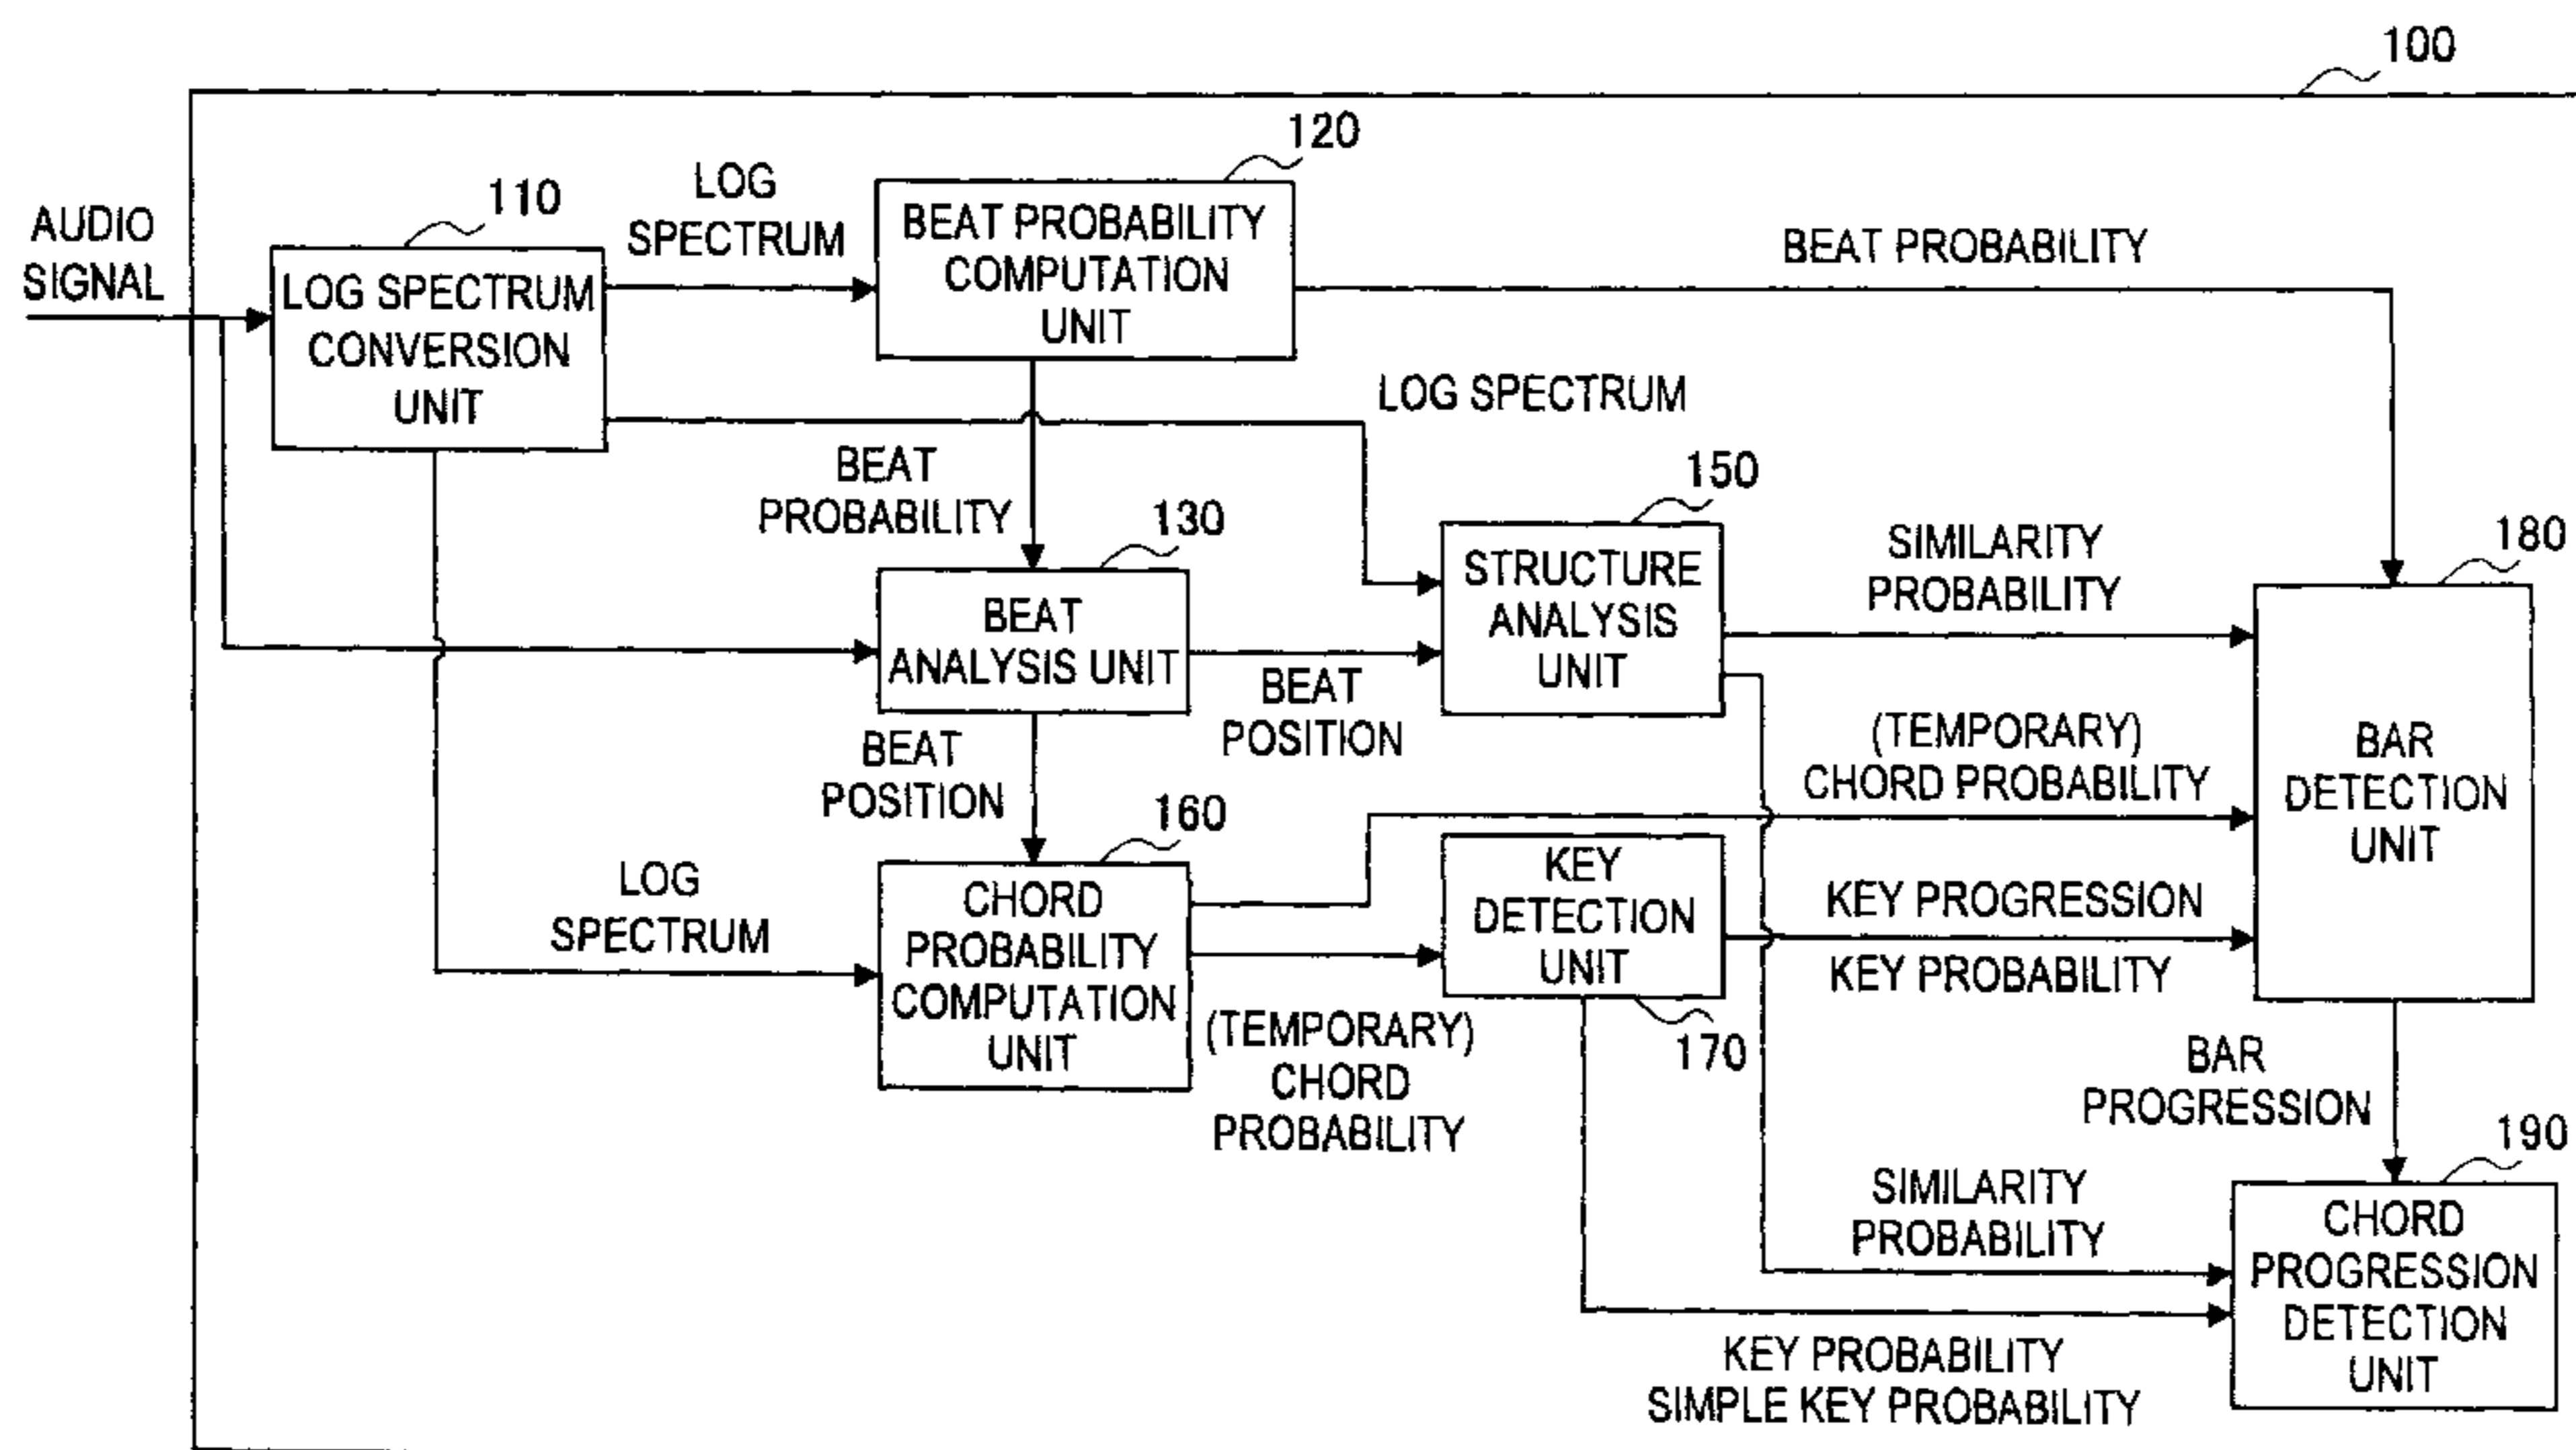 100
120
LOG
SPECTRUM
110
AUDIO
SIGNAL
BEAT PROBABILITY
COMPUTATION
UNIT
BEAT PROBABILITY
LOG SPECTRUM
CONVERSION
UNIT
LOG SPECTRUM
BEAT
PROBABILITY
130
150
SIMILARITY
PROBABILITY
180
BEAT
ANALYSIS UNIT
STRUCTURE
ANALYSIS
UNIT
BEAT
POSITION
BEAT
POSITION
(TEMPORARY)
CHORD PROBABILITY
BAR
DETECTION
UNIT
160
LOG
SPECTRUM
CHORD
PROBABILITY
COMPUTATION
UNIT
KEY
DETECTION
UNIT
KEY PROGRESSION
KEY PROBABILITY
170
(TEMPORARY)
CHORD
PROBABILITY
BAR
PROGRESSION
190
SIMILARITY
PROBABILITY
CHORD
PROGRESSION
DETECTION
UNIT
KEY PROBABILITY
SIMPLE KEY PROBABILITY